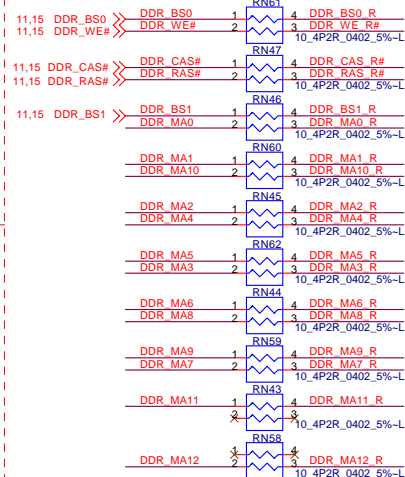 RN61
11,15 DDR_BS0 DDR_BS0 1 4 DDR_BS0_R
11,15 DDR_WE# DDR_WE# 2 3 DDR_WE_R#
10_4P2R_0402_5%~L
RN47
11,15 DDR_CAS# DDR_CAS# 1 4 DDR_CAS_R#
11,15 DDR_RAS# DDR_RAS# 2 3 DDR_RAS_R#
10_4P2R_0402_5%~L
RN46
11,15 DDR_BS1 DDR_BS1 1 4 DDR_BS1_R
DDR_MA0 2 3 DDR_MA0_R
10_4P2R_0402_5%~L
RN60
DDR_MA1 1 4 DDR_MA1_R
DDR_MA10 2 3 DDR_MA10_R
10_4P2R_0402_5%~L
RN45
DDR_MA2 1 4 DDR_MA2_R
DDR_MA4 2 3 DDR_MA4_R
10_4P2R_0402_5%~L
RN62
DDR_MA5 1 4 DDR_MA5_R
DDR_MA3 2 3 DDR_MA3_R
10_4P2R_0402_5%~L
RN44
DDR_MA6 1 4 DDR_MA6_R
DDR_MA8 2 3 DDR_MA8_R
10_4P2R_0402_5%~L
RN59
DDR_MA9 1 4 DDR_MA9_R
DDR_MA7 2 3 DDR_MA7_R
10_4P2R_0402_5%~L
RN43
DDR_MA11 1 4 DDR_MA11_R
2 3
10_4P2R_0402_5%~L
RN58
1 4
DDR_MA12 2 3 DDR_MA12_R
10_4P2R_0402_5%~L